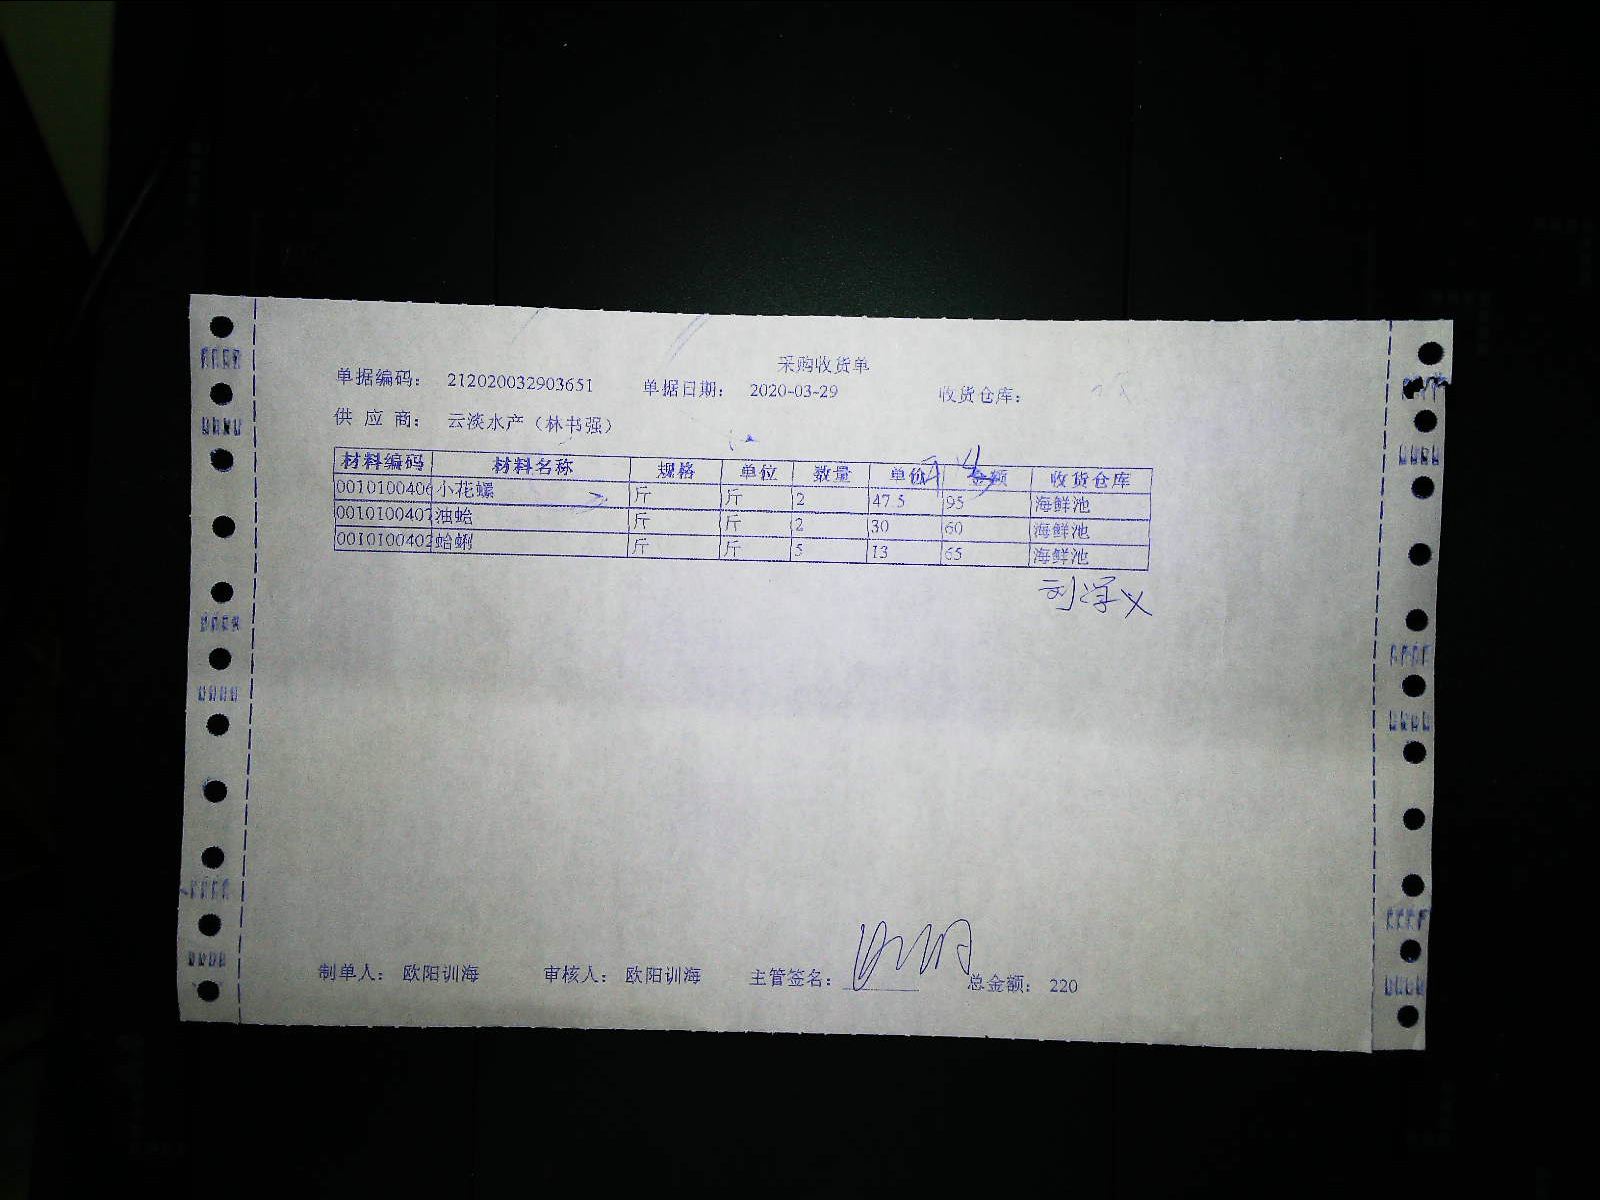 采购收货单
单据编码： 212020032903651 单据日期： 2020-03-29 收货仓库：
供 应 商： 云淡水产（林书强）
材料编码 材料名称 规格 单位 数量 单价 金额 收货仓库
0010100406 小花螺 斤 斤 2 47.5 95 海鲜池
0010100407 油蛤 斤 斤 2 30 60 海鲜池
0010100402 蛤蜊 斤 斤 5 13 65 海鲜池
制单人： 欧阳训海 审核人： 欧阳训海 主管签名： 总金额： 220